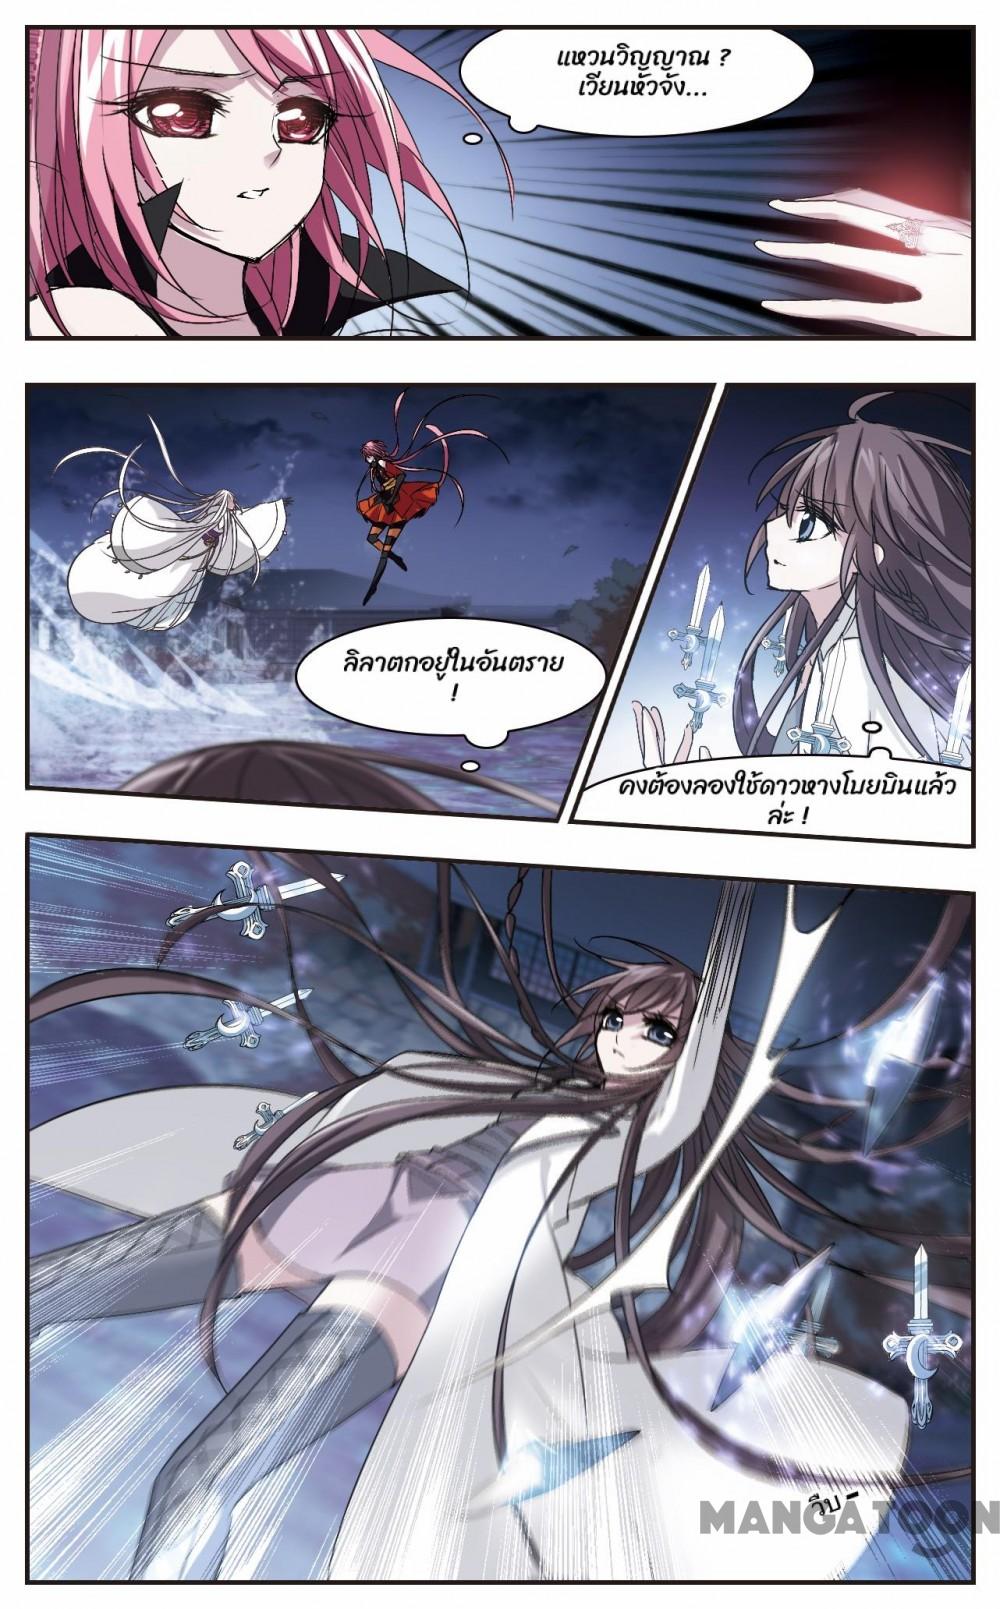 แหวนวิญญาณ ?
เวียนหัวจัง...
ลิลาตกอยู่ในอันตราย
!
คงต้องลองใช้ดาวหางโบยบินแล้ว
ล่ะ !
วีบ-
MANGATOON